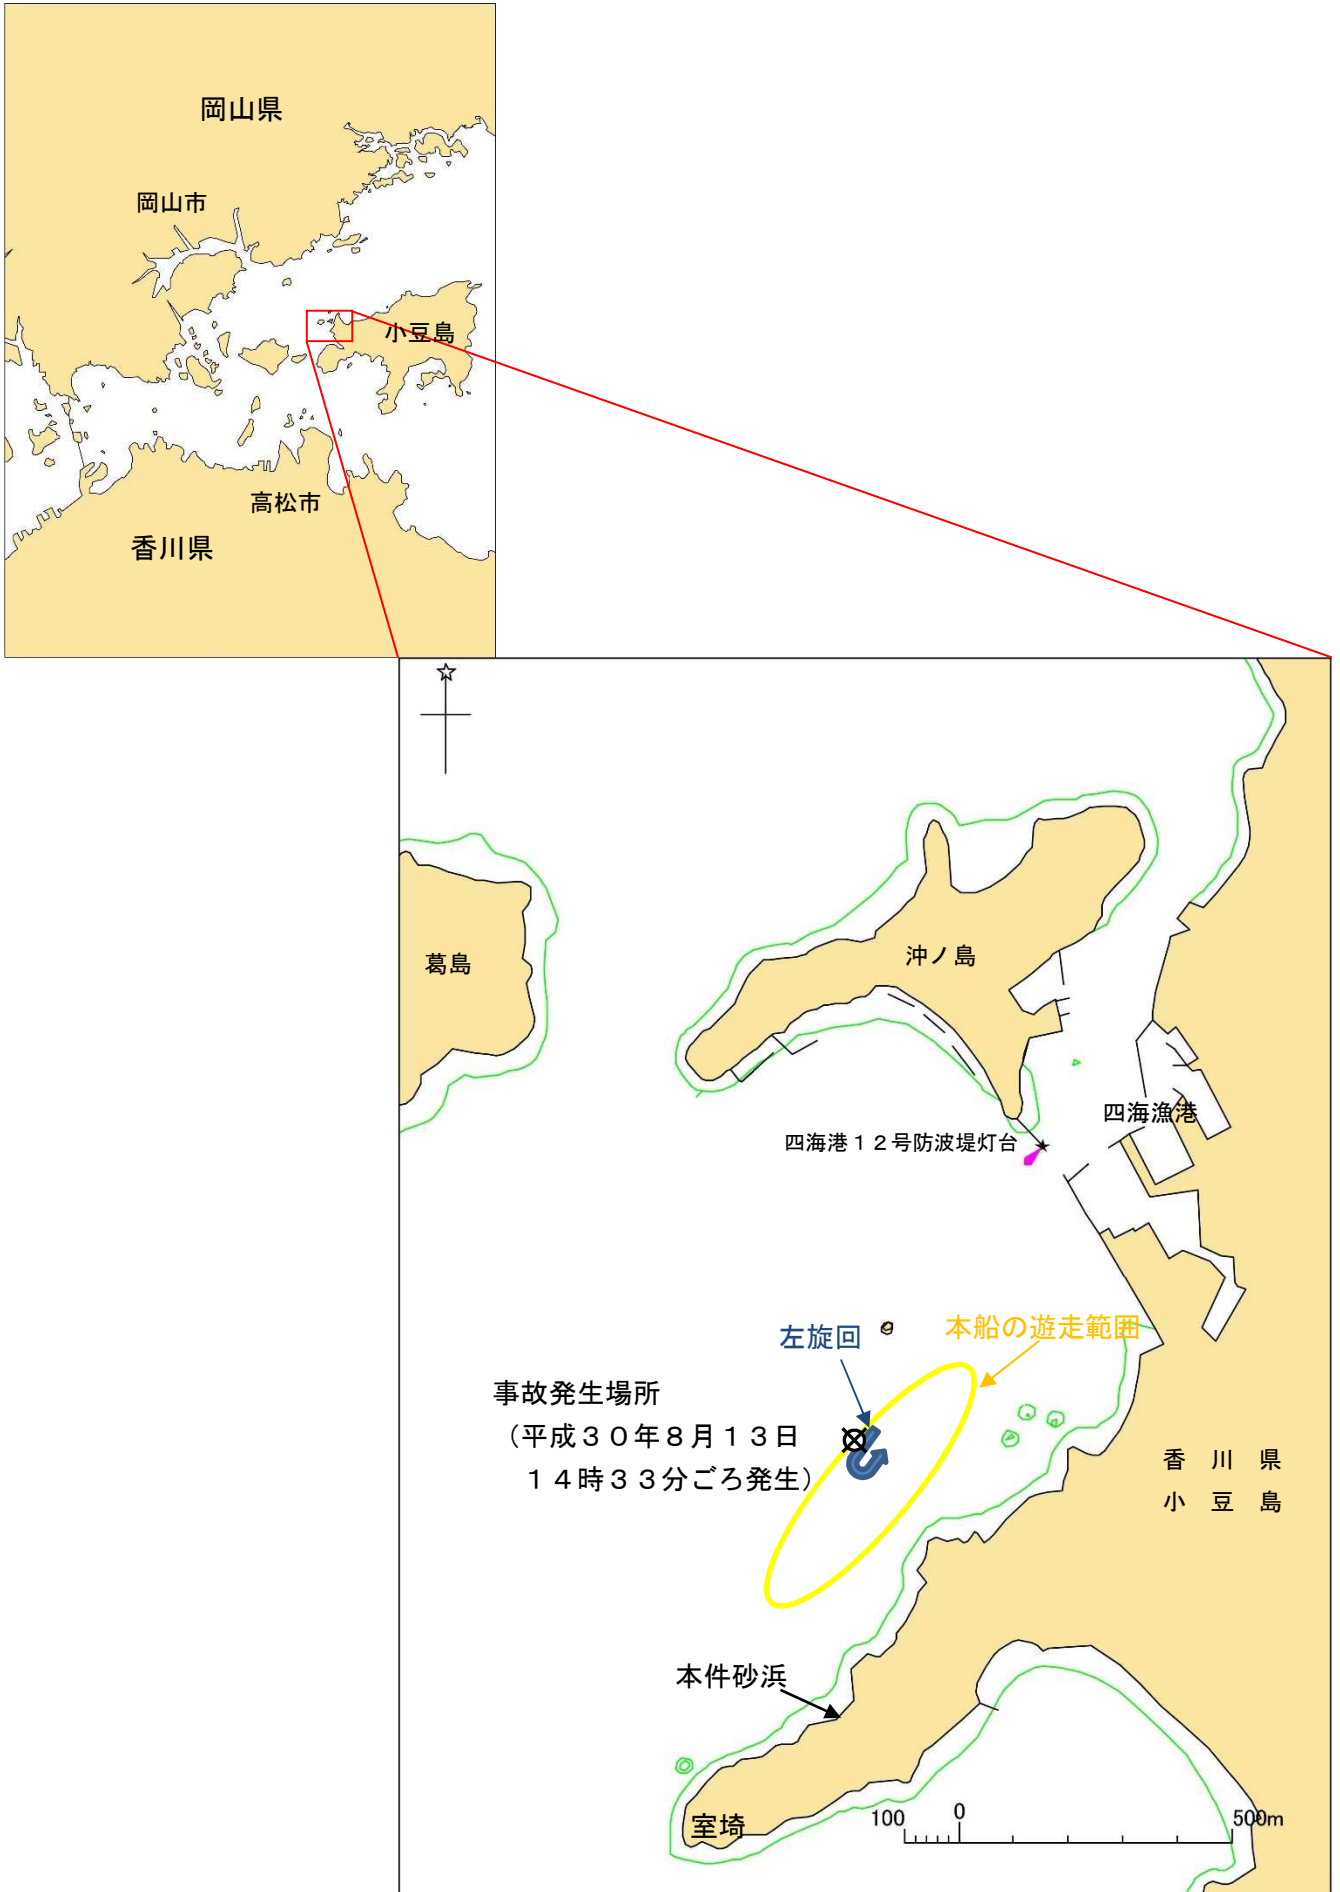 岡山県
岡山市
小豆島
高松市
香川県
葛島
沖ノ島
四海漁港
四海港１２号防波堤灯台
左旋回
本船の遊走範囲
事故発生場所
（平成３０年８月１３日
１４時３３分ごろ発生）
香川県
小豆島
本件砂浜
室埼
100 0 500m